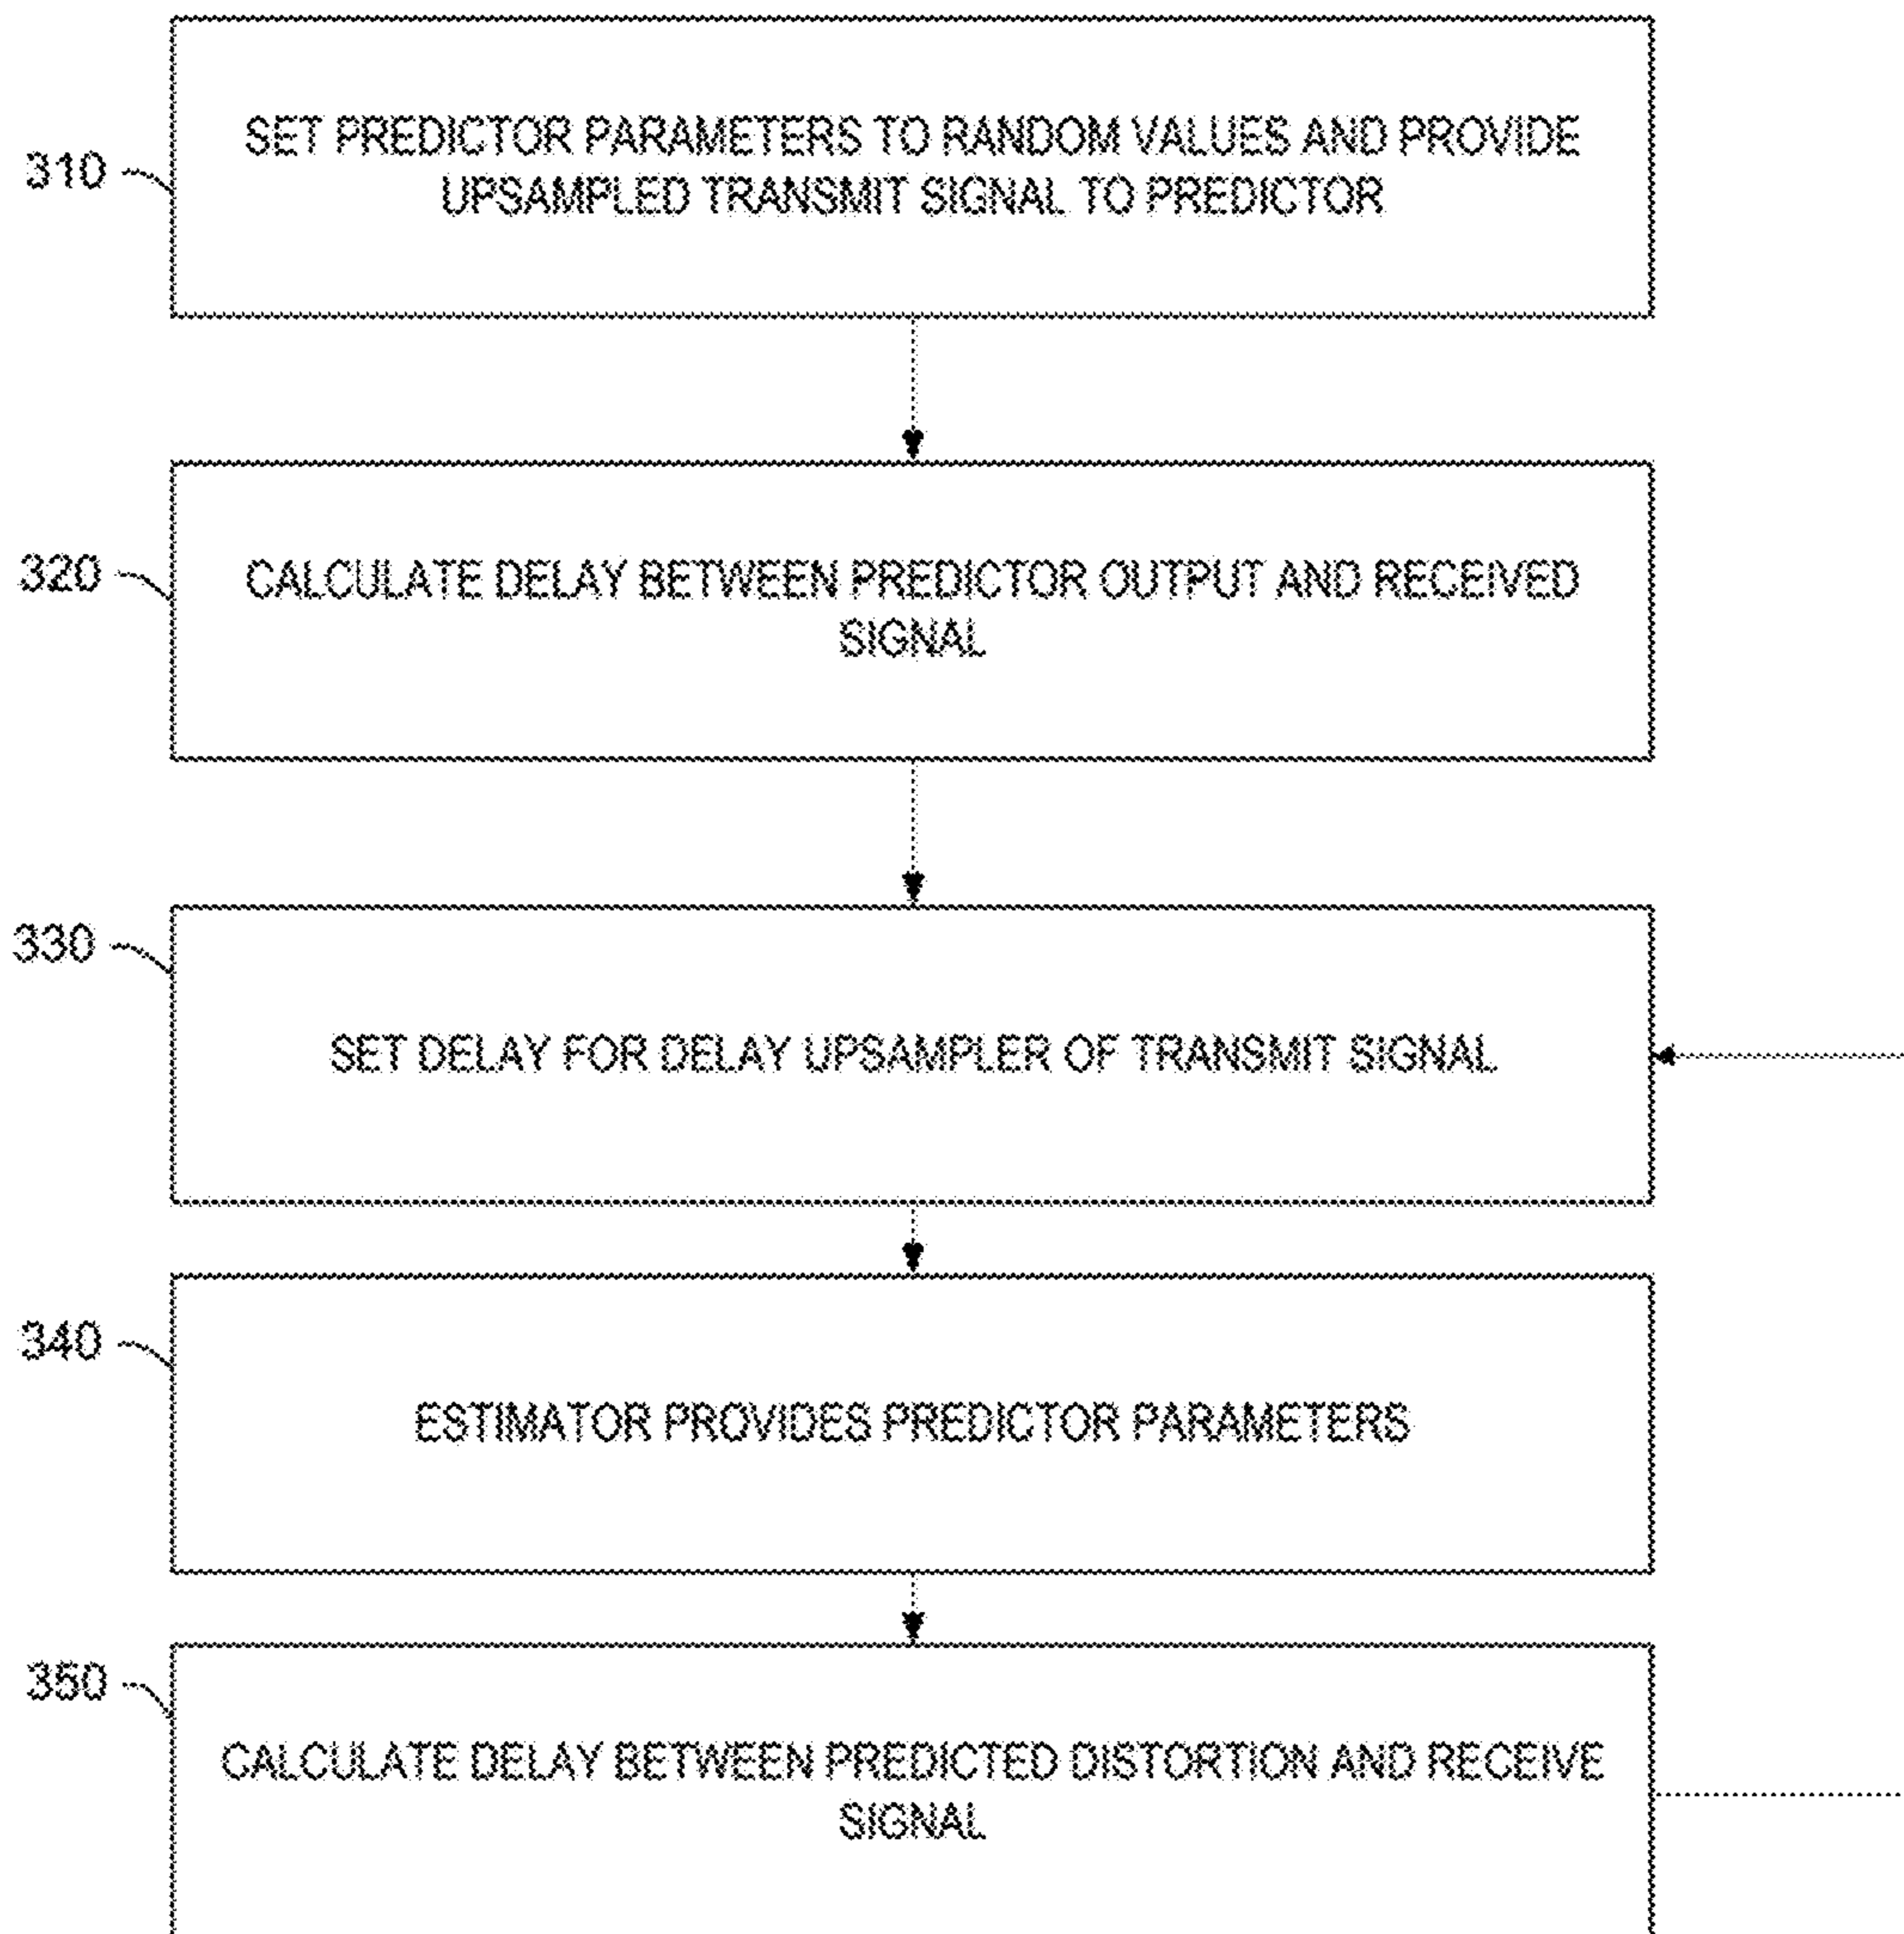 310
SET PREDICTOR PARAMETERS TO RANDOM VALUES AND PROVIDE
UPSAMPLED TRANSMIT SIGNAL TO PREDICTOR
320
CALCULATE DELAY BETWEEN PREDICTOR OUTPUT AND RECEIVED
SIGNAL
330
SET DELAY FOR DELAY UPSAMPLER OF TRANSMIT SIGNAL
340
ESTIMATOR PROVIDES PREDICTOR PARAMETERS
350
CALCULATE DELAY BETWEEN PREDICTED DISTORTION AND RECEIVE
SIGNAL